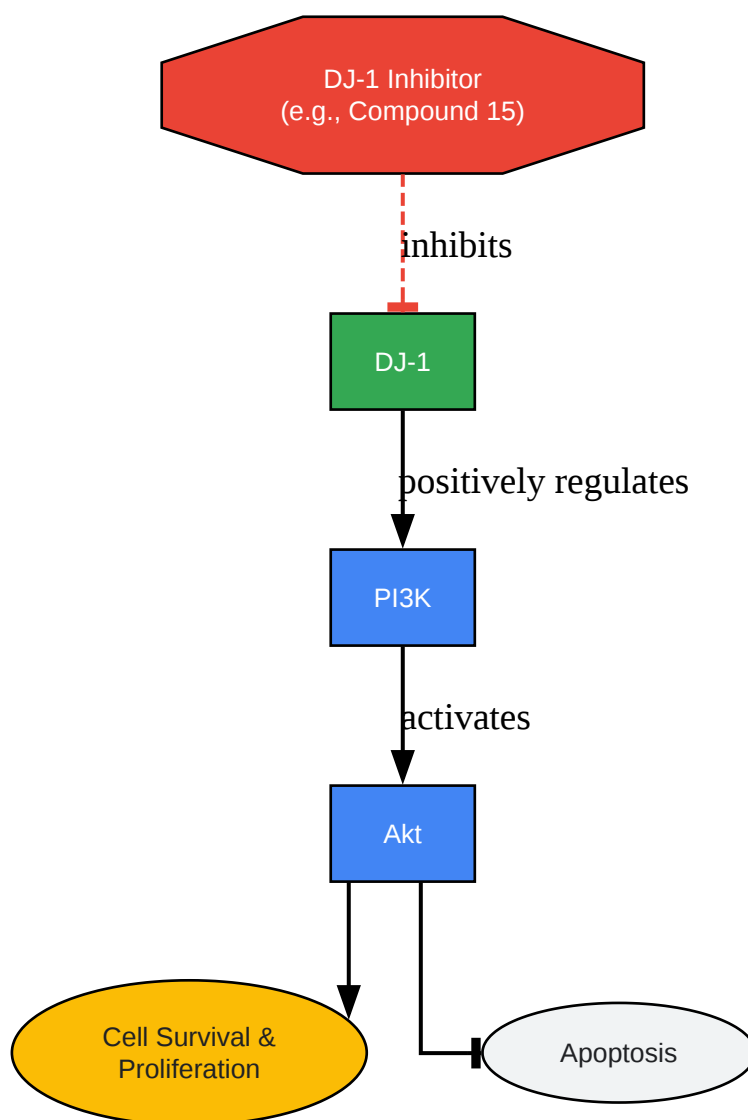 DJ-1 Inhibitor
(e.g., Compound 15)
inhibits
DJ-1
positively regulates
PI3K
activates
Akt
Cell Survival &
Proliferation
Apoptosis